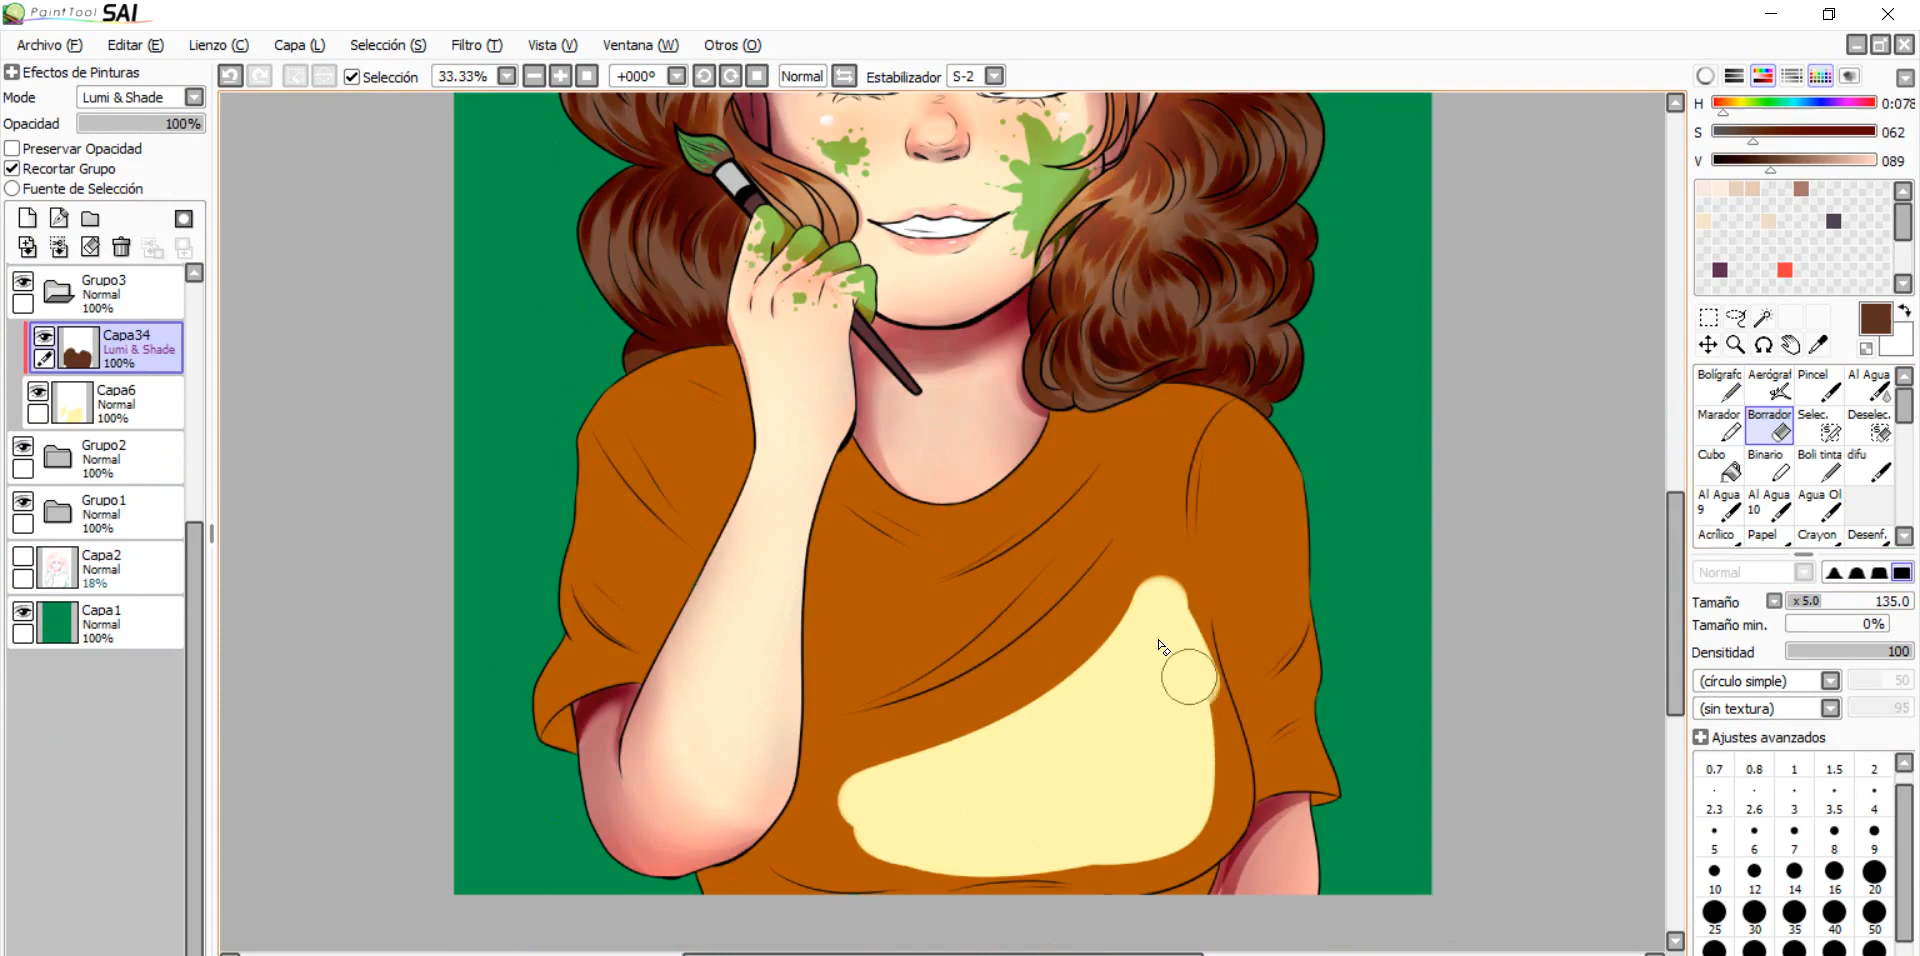 PaintTool SAI
Archivo (F) Editar (E) Lienzo (C) Capa (L) Selección (S) Filtro (T) Vista (V) Ventana (W) Otros (O)
Selección 33.33% +000º Normal Estabilizador S-2
Efectos de Pinturas
Mode Lumi & Shade
Opacidad 100%
Preservar Opacidad
Recortar Grupo
Fuente de Selección
Grupo3
Normal
100%
Capa34
Lumi & Shade
100%
Capa6
Normal
100%
Grupo2
Normal
100%
Grupo1
Normal
100%
Capa2
Normal
18%
Capa1
Normal
100%
H 0:078
S 062
V 089
Bolígrafo Aerógraf Pincel Al Agua
Marador Borrador Selec. Deselec.
Cubo Binario Boli tinta difu
Al Agua 9 Al Agua 10 Agua Ol
Acrílico Papel Crayon Desenf.
Normal
Tamaño x 5.0 135.0
Tamaño min. 0%
Densitidad 100
(círculo simple) 50
(sin textura) 95
Ajustes avanzados
0.7 0.8 1 1.5 2
2.3 2.6 3 3.5 4
5 6 7 8 9
10 12 14 16 20
25 30 35 40 50